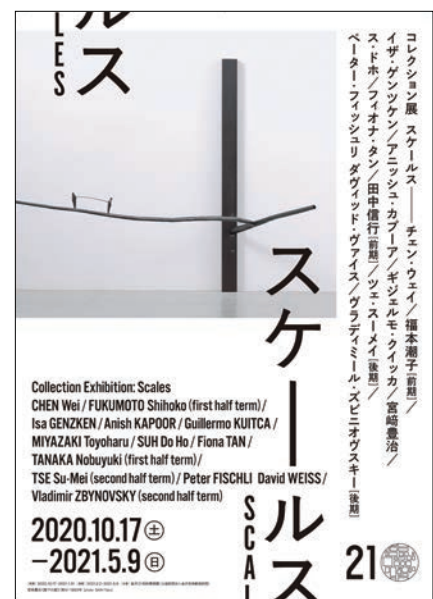 ルス
LES
コレクション展 スケールス——チェン・ウェイ／福本潮子[前期]／
イザ・ゲンツケン／アニッシュ・カプーア／ギジェルモ・クイッカ／宮﨑豊治／
ス・ドホ／フィオナ・タン／田中信行[前期]／ツェ・スーメイ[後期]／
ペーター・フィッシュリ ダヴィッド・ヴァイス／ヴラディミール・ズビニオヴスキー[後期]
スケールス
SCAL
Collection Exhibition: Scales
CHEN Wei / FUKUMOTO Shihoko (first half term) /
Isa GENZKEN / Anish KAPOOR / Guillermo KUITCA /
MIYAZAKI Toyoharu / SUH Do Ho / Fiona TAN /
TANAKA Nobuyuki (first half term) /
TSE Su-Mei (second half term) / Peter FISCHLI David WEISS /
Vladimir ZBYNOVSKY (second half term)
2020.10.17 土
—2021.5.9 日
21